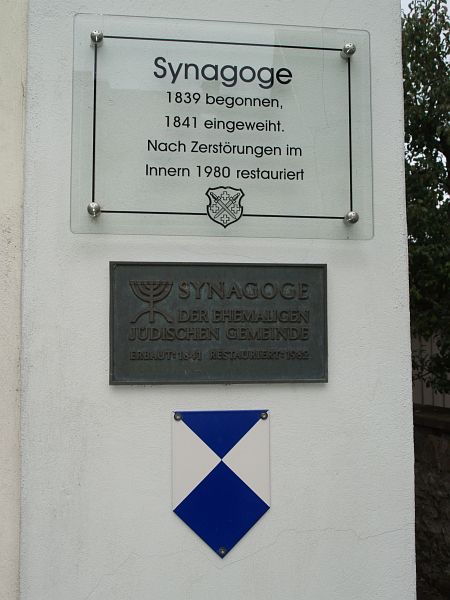 Synagoge
1839 begonnen,
1841 eingeweiht.
Nach Zerstörungen im
Innern 1980 restauriert
SYNAGOGE
DER EHEMALIGEN
JÜDISCHEN GEMEINDE
ERBAUT: 1841 RESTAURIERT: 1982